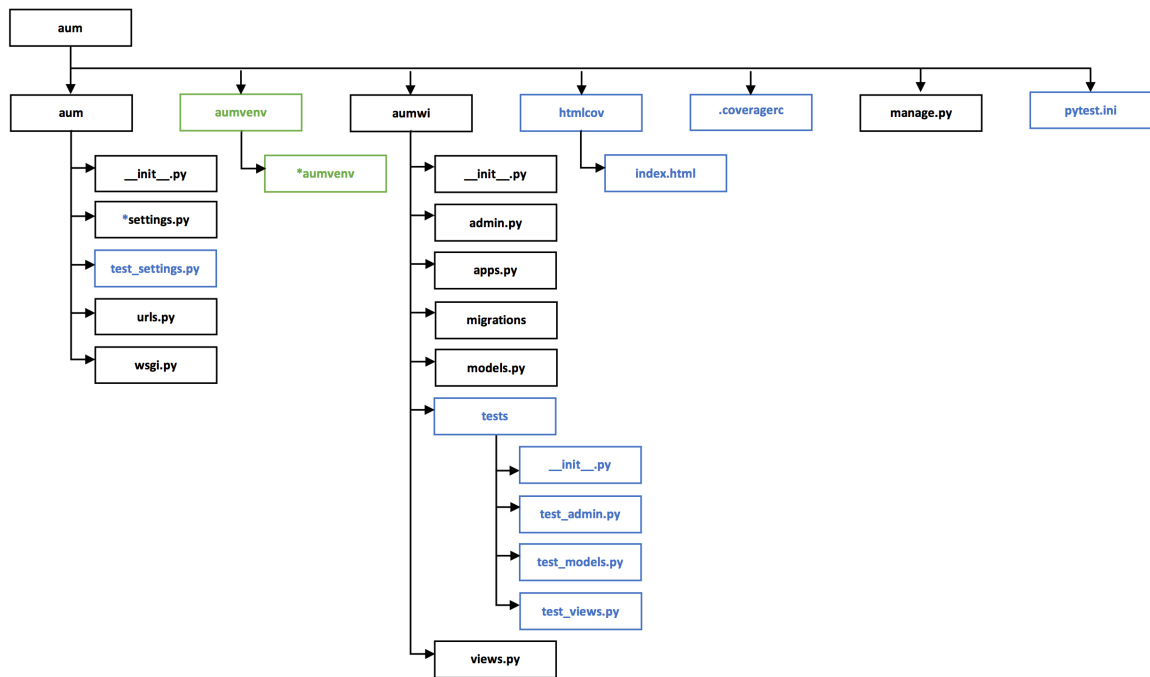 aum
aum
aumvenv
aumwi
htmlcov
.coveragerc
manage.py
pytest.ini
__init__.py
*settings.py
test_settings.py
urls.py
wsgi.py
*aumvenv
__init__.py
admin.py
apps.py
migrations
models.py
tests
__init__.py
test_admin.py
test_models.py
test_views.py
views.py
index.html